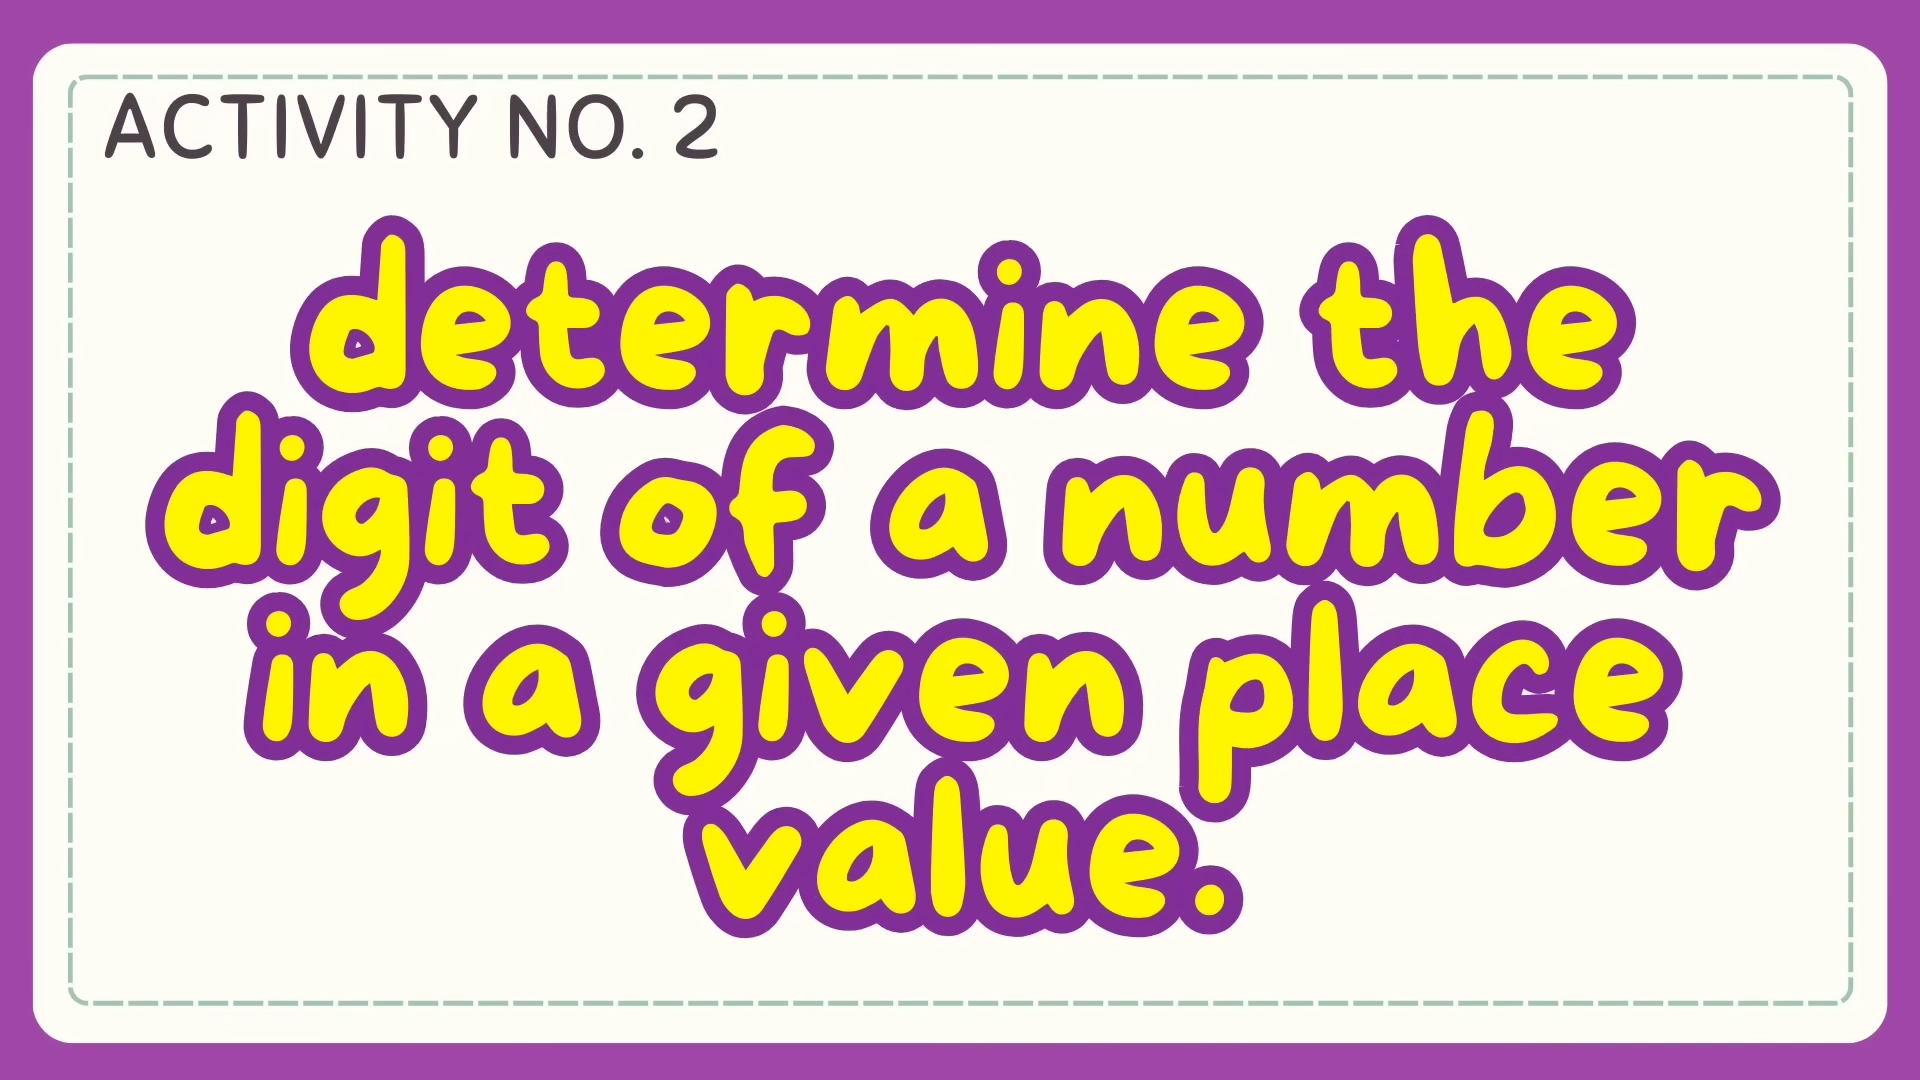 ACTIVITY NO. 2
determine the
digit of a number
in a given place
value.